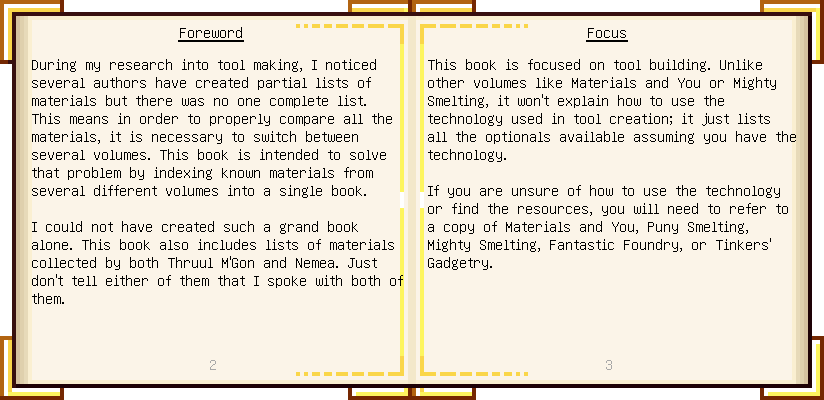 Foreword
During my research into tool making, I noticed
several authors have created partial lists of
materials but there was no one complete list.
This means in order to properly compare all the
materials, it is necessary to switch between
several volumes. This book is intended to solve
that problem by indexing known materials from
several different volumes into a single book.
I could not have created such a grand book
alone. This book also includes lists of materials
collected by both Thruul M'Gon and Nemea. Just
don't tell either of them that I spoke with both of
them.
2
Focus
This book is focused on tool building. Unlike
other volumes like Materials and You or Mighty
Smelting, it won't explain how to use the
technology used in tool creation; it just lists
all the optionals available assuming you have the
technology.
If you are unsure of how to use the technology
or find the resources, you will need to refer to
a copy of Materials and You, Puny Smelting,
Mighty Smelting, Fantastic Foundry, or Tinkers'
Gadgetry.
3